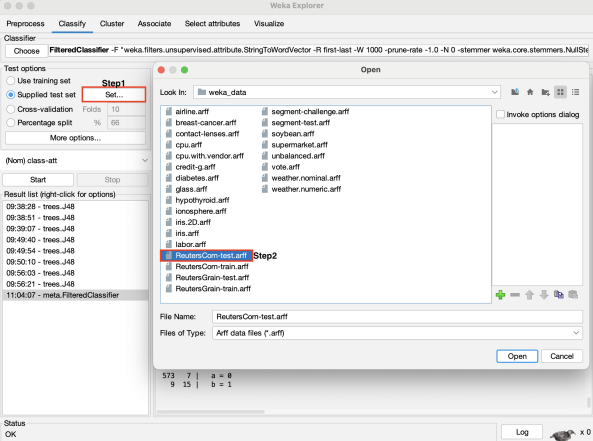 Weka Explorer
Preprocess Classify Cluster Associate Select attributes Visualize
Classifier
Choose FilteredClassifier -F "weka.filters.unsupervised.attribute.StringToWordVector -R first-last -W 1000 -prune-rate -1.0 -N 0 -stemmer weka.core.stemmers.NullSte
Test options
Use training set
Step1
Supplied test set Set...
Cross-validation Folds 10
Percentage split % 66
More options...
(Nom) class-att
Start Stop
Result list (right-click for options)
09:38:28 - trees.J48
09:38:51 - trees.J48
09:39:07 - trees.J48
09:49:40 - trees.J48
09:49:54 - trees.J48
09:50:10 - trees.J48
09:56:03 - trees.J48
09:56:21 - trees.J48
11:04:07 - meta.FilteredClassifier
Open
Look In: weka_data
airline.arff
breast-cancer.arff
contact-lenses.arff
cpu.arff
cpu.with.vendor.arff
credit-g.arff
diabetes.arff
glass.arff
hypothyroid.arff
ionosphere.arff
iris.2D.arff
iris.arff
labor.arff
ReutersCorn-test.arff Step2
ReutersCorn-train.arff
ReutersGrain-test.arff
ReutersGrain-train.arff
segment-challenge.arff
segment-test.arff
soybean.arff
supermarket.arff
unbalanced.arff
vote.arff
weather.nominal.arff
weather.numeric.arff
Invoke options dialog
File Name: ReutersCorn-test.arff
Files of Type: Arff data files (*.arff)
Open Cancel
573 7 | a = 0
9 15 | b = 1
Status
OK
Log x 0